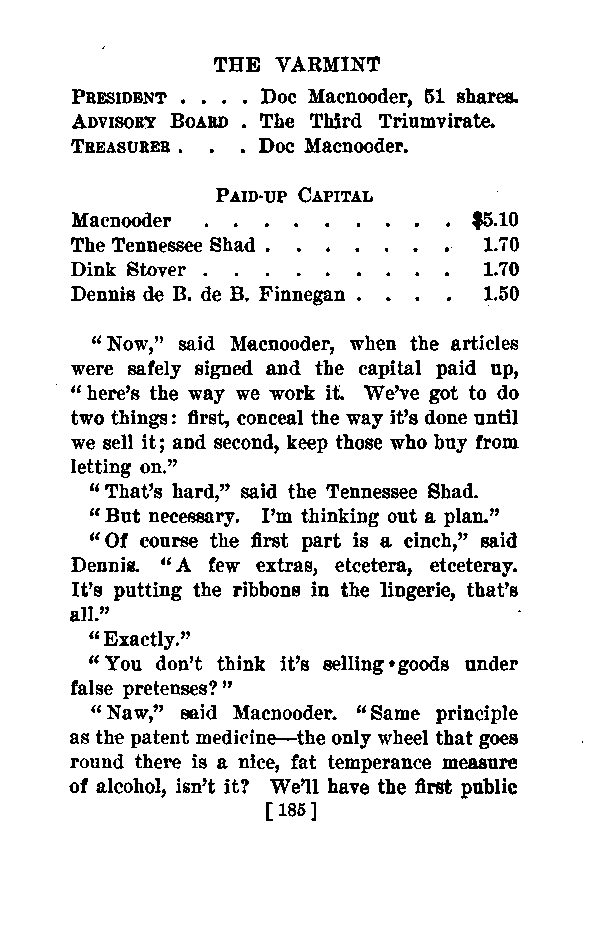 THE VARMINT
PRESIDENT . . . . Doc Macnooder, 51 shares.
ADVISORY BOARD . The Third Triumvirate.
TREASURER . . . Doc Macnooder.
PAID-UP CAPITAL
Macnooder . . . . . . . . . $5.10
The Tennessee Shad . . . . . . . 1.70
Dink Stover . . . . . . . . . 1.70
Dennis de B. de B. Finnegan . . . . 1.50
"Now," said Macnooder, when the articles
were safely signed and the capital paid up,
"here's the way we work it. We've got to do
two things: first, conceal the way it's done until
we sell it; and second, keep those who buy from
letting on."
"That's hard," said the Tennessee Shad.
"But necessary. I'm thinking out a plan."
"Of course the first part is a cinch," said
Dennis. "A few extras, etcetera, etceteray.
It's putting the ribbons in the lingerie, that's
all."
"Exactly."
"You don't think it's selling goods under
false pretenses?"
"Naw," said Macnooder. "Same principle
as the patent medicine—the only wheel that goes
round there is a nice, fat temperance measure
of alcohol, isn't it? We'll have the first public
[185]